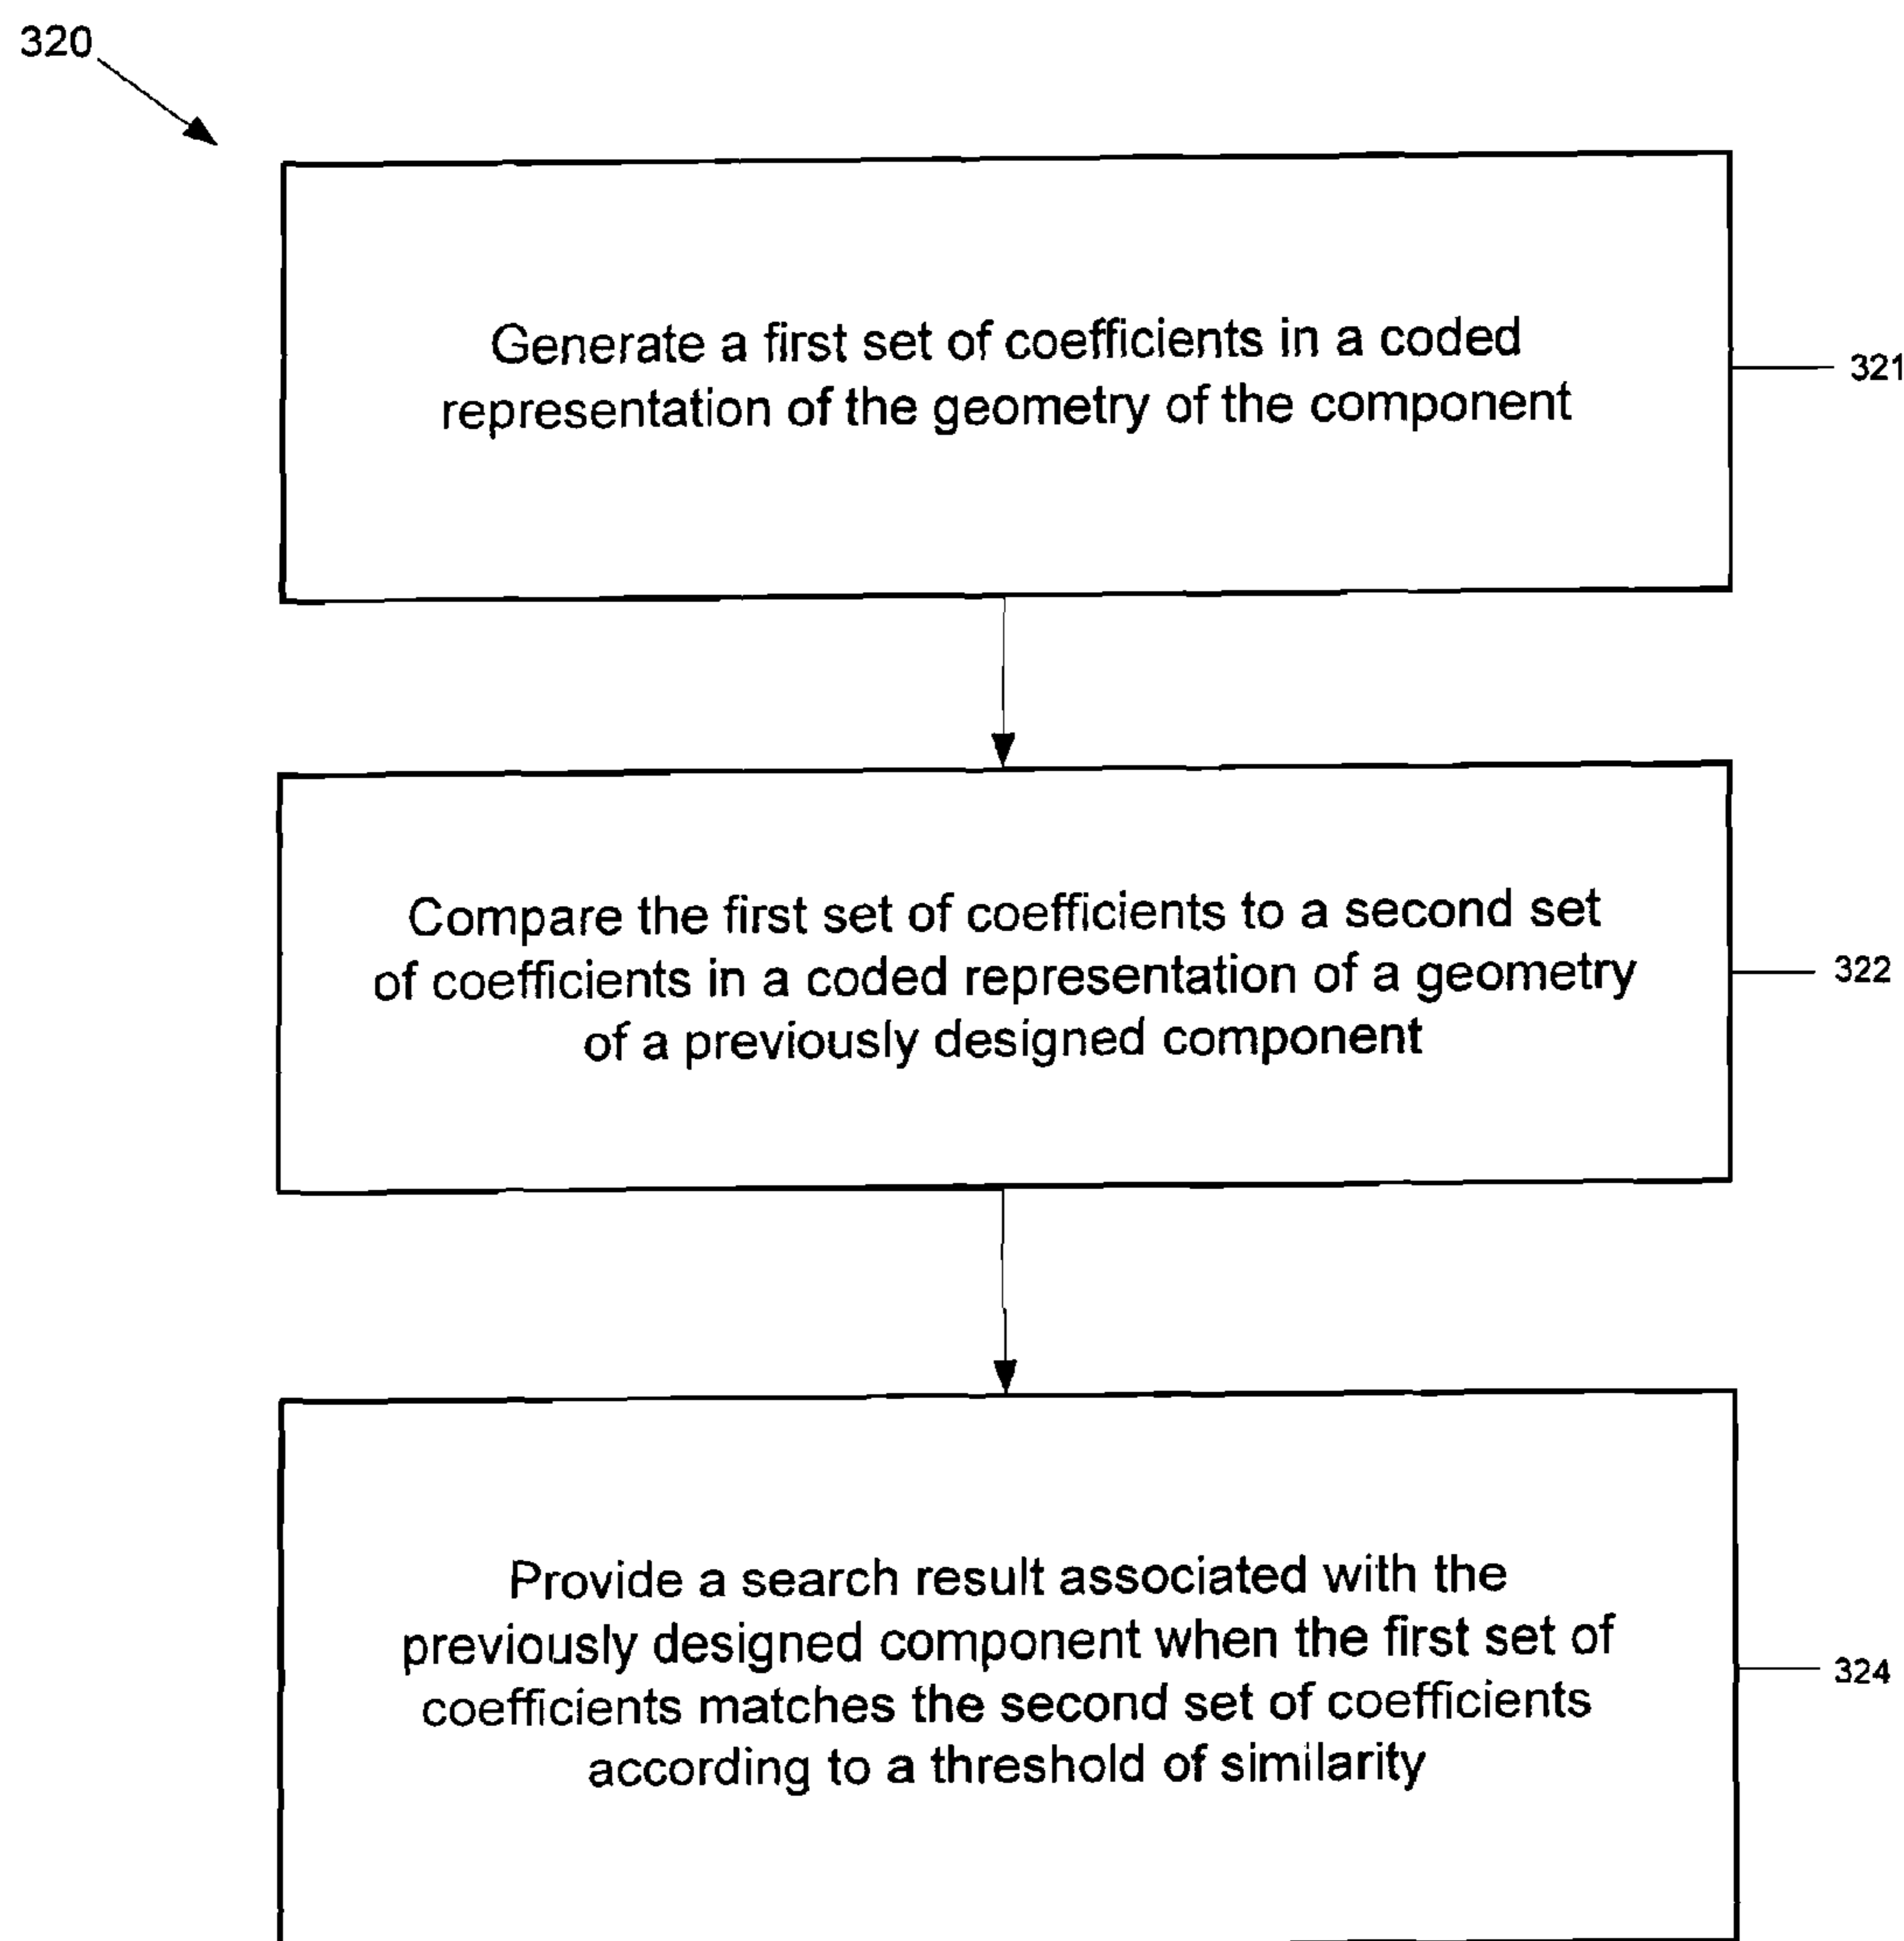 320
Generate a first set of coefficients in a coded
representation of the geometry of the component
321
Compare the first set of coefficients to a second set
of coefficients in a coded representation of a geometry
of a previously designed component
322
Provide a search result associated with the
previously designed component when the first set of
coefficients matches the second set of coefficients
according to a threshold of similarity
324